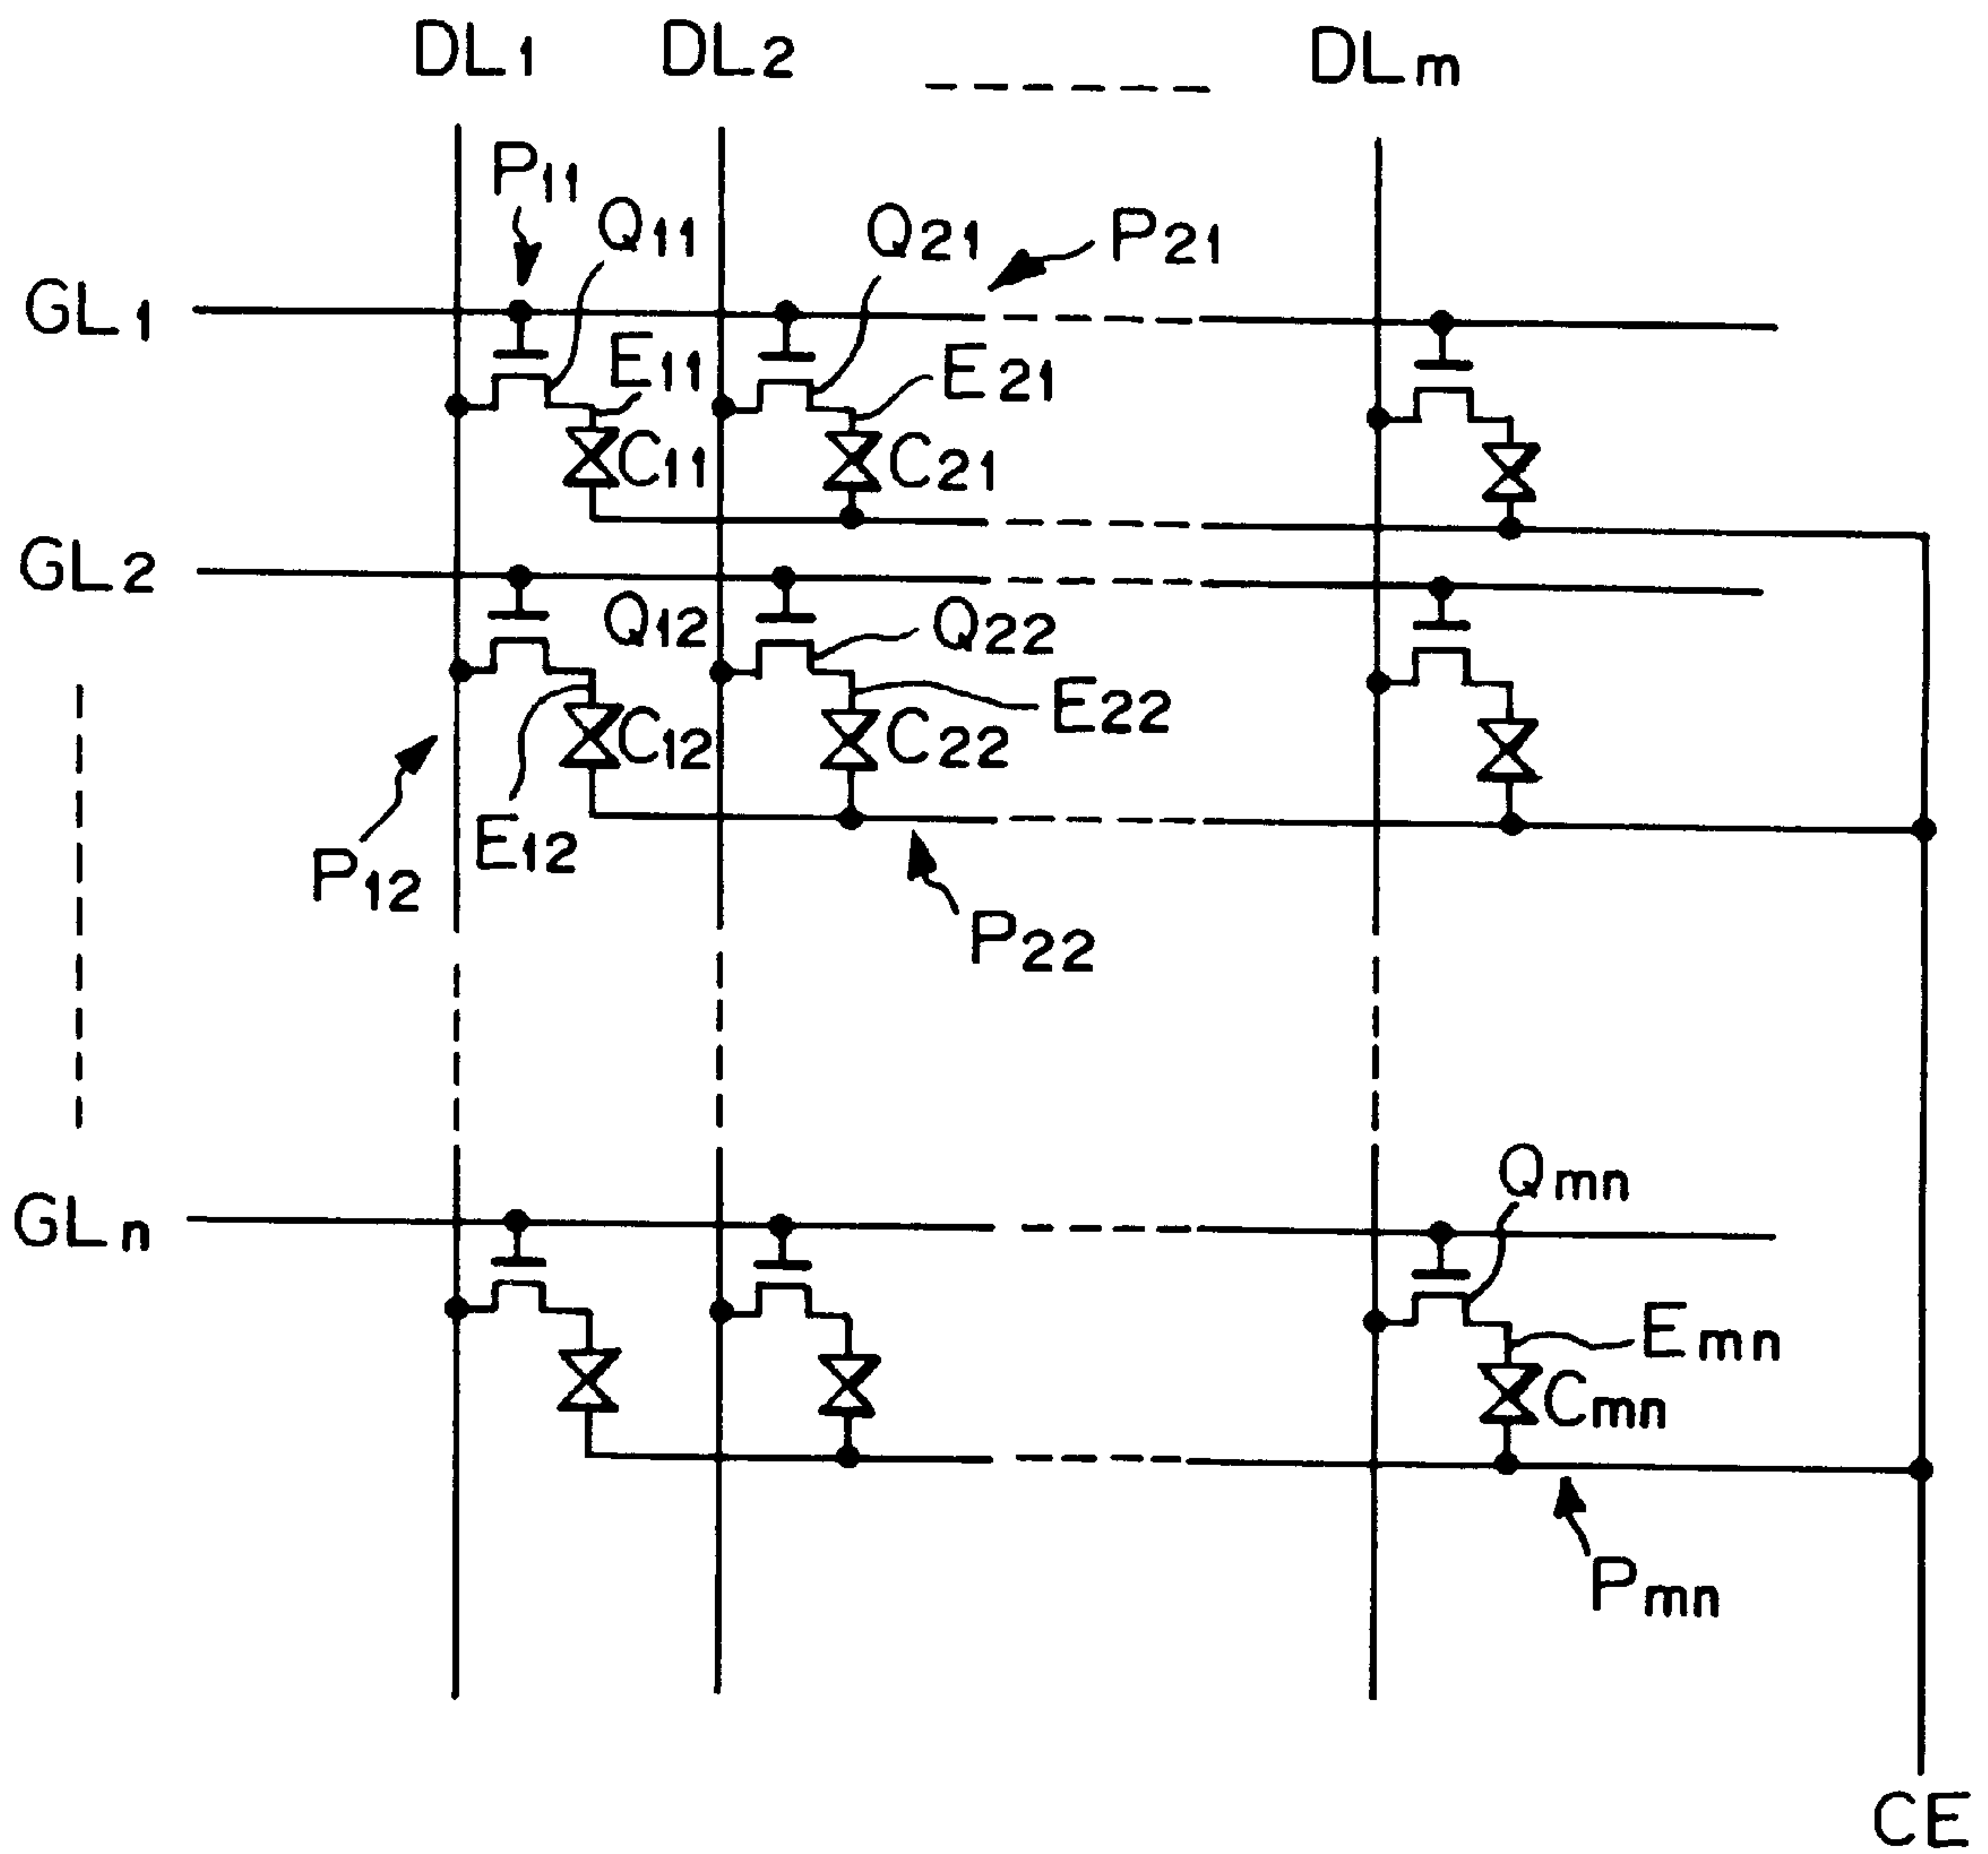 DL1 DL2 DLm
P11
Q11 Q21 P21
GL1
E11 E21
C11 C21
GL2
Q12 Q22
E22
C12 C22
E12
P12
P22
Qmn
GLn
Emn
Cmn
Pmn
CE